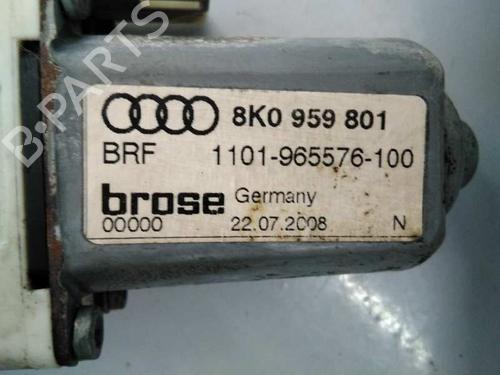 8K0 959 801
BRF 1101-965576-100
brose Germany
00000 22.07.2008 N
B-PARTS